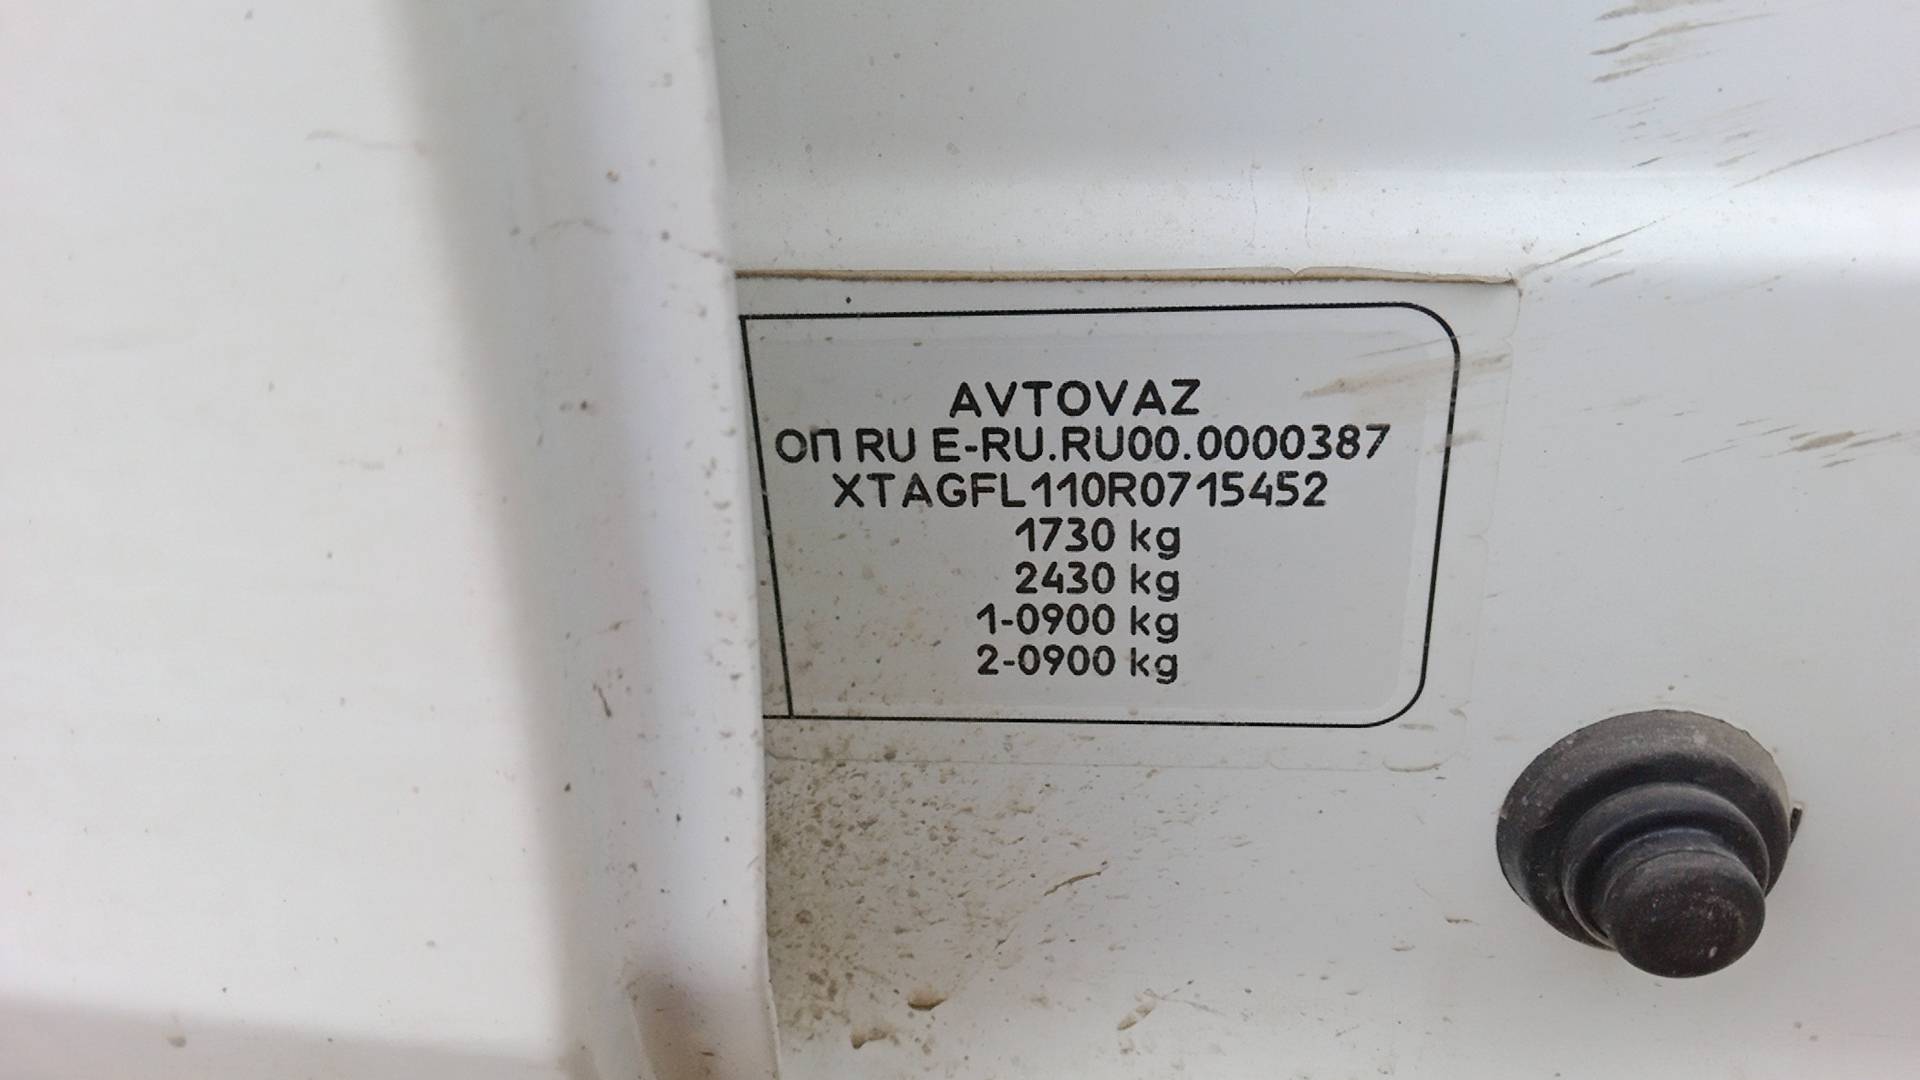 AVTOVAZ
ОП RU E-RU.RU00.0000387
XTAGFL110R0715452
1730 kg
2430 kg
1-0900 kg
2-0900 kg